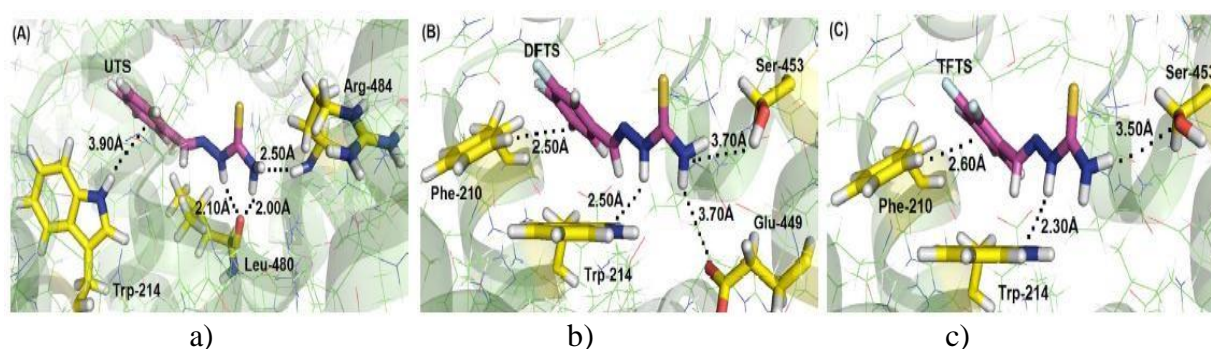 (A)
UTS
Arg-484
3.90Å
2.50Å
2.10Å
2.00Å
Leu-480
Trp-214
a)
(B)
DFTS
Ser-453
3.70Å
2.50Å
Phe-210
2.50Å
3.70Å
Glu-449
Trp-214
b)
(C)
TFTS
Ser-453
3.50Å
2.60Å
Phe-210
2.30Å
Trp-214
c)